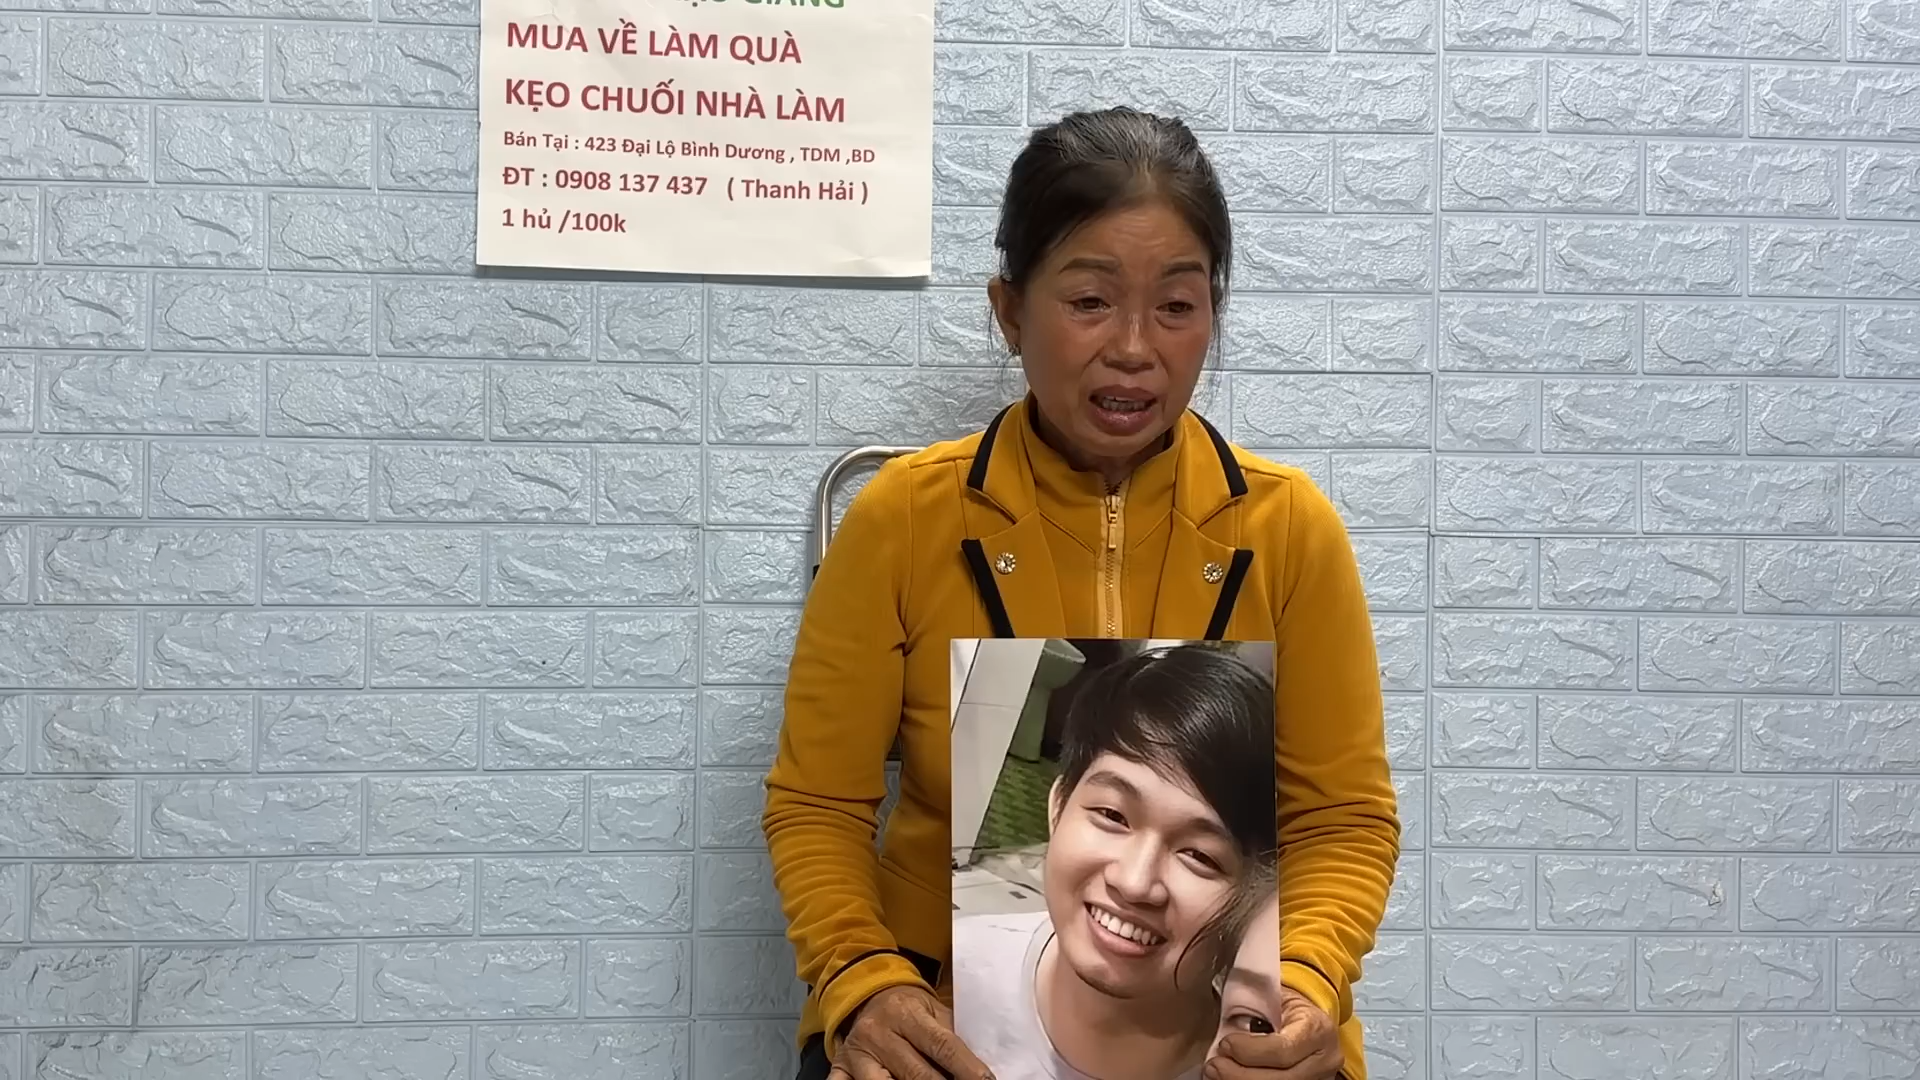 GIANG
MUA VỀ LÀM QUÀ
KẸO CHUỐI NHÀ LÀM
Bán Tại : 423 Đại Lộ Bình Dương , TDM ,BD
ĐT : 0908 137 437 ( Thanh Hải )
1 hủ /100k